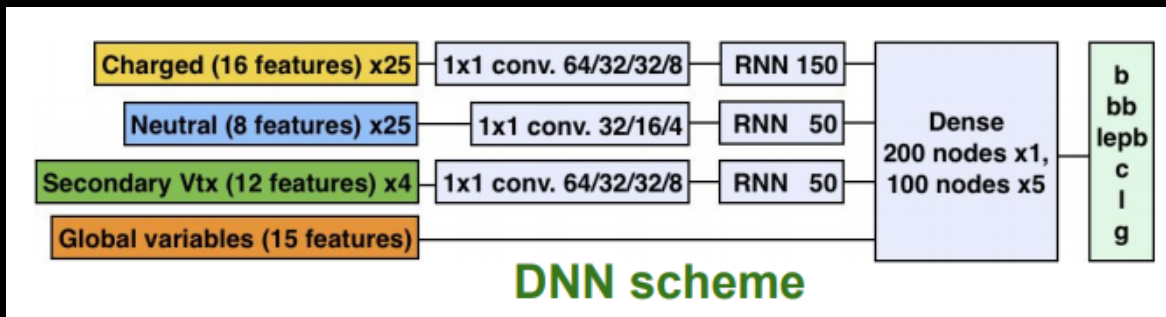 Charged (16 features) x25
1x1 conv. 64/32/32/8
RNN 150
Neutral (8 features) x25
1x1 conv. 32/16/4
RNN 50
Secondary Vtx (12 features) x4
1x1 conv. 64/32/32/8
RNN 50
Global variables (15 features)
Dense
200 nodes x1,
100 nodes x5
b
bb
lepb
c
l
g
DNN scheme